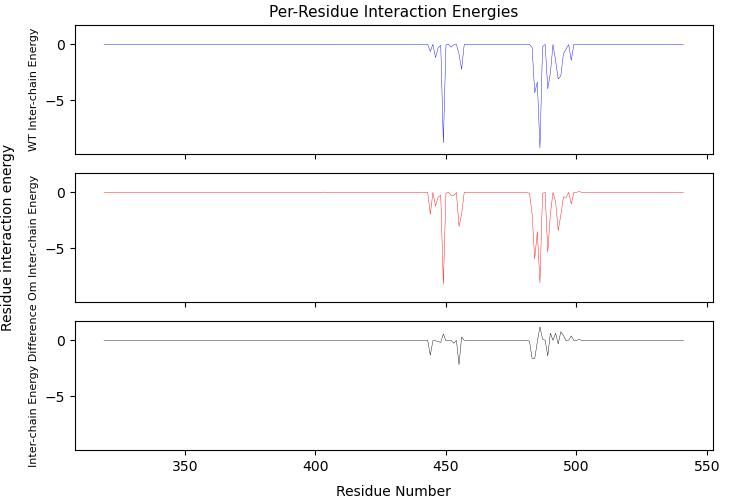 Per-Residue Interaction Energies
Residue interaction energy
WT Inter-chain Energy
0
−5
Om Inter-chain Energy
0
−5
Inter-chain Energy Difference
0
−5
350
400
450
500
550
Residue Number